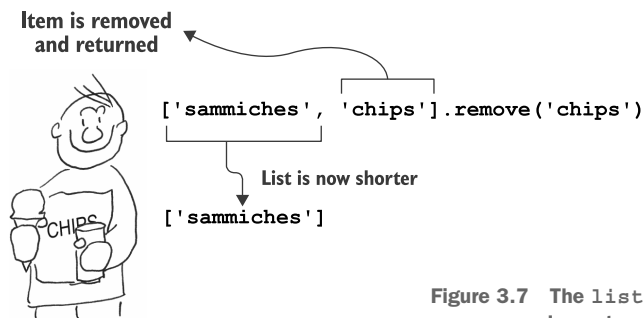 Item is removed
and returned
['sammiches', 'chips'].remove('chips')
List is now shorter
['sammiches']
CHIPS
Figure 3.7 The list